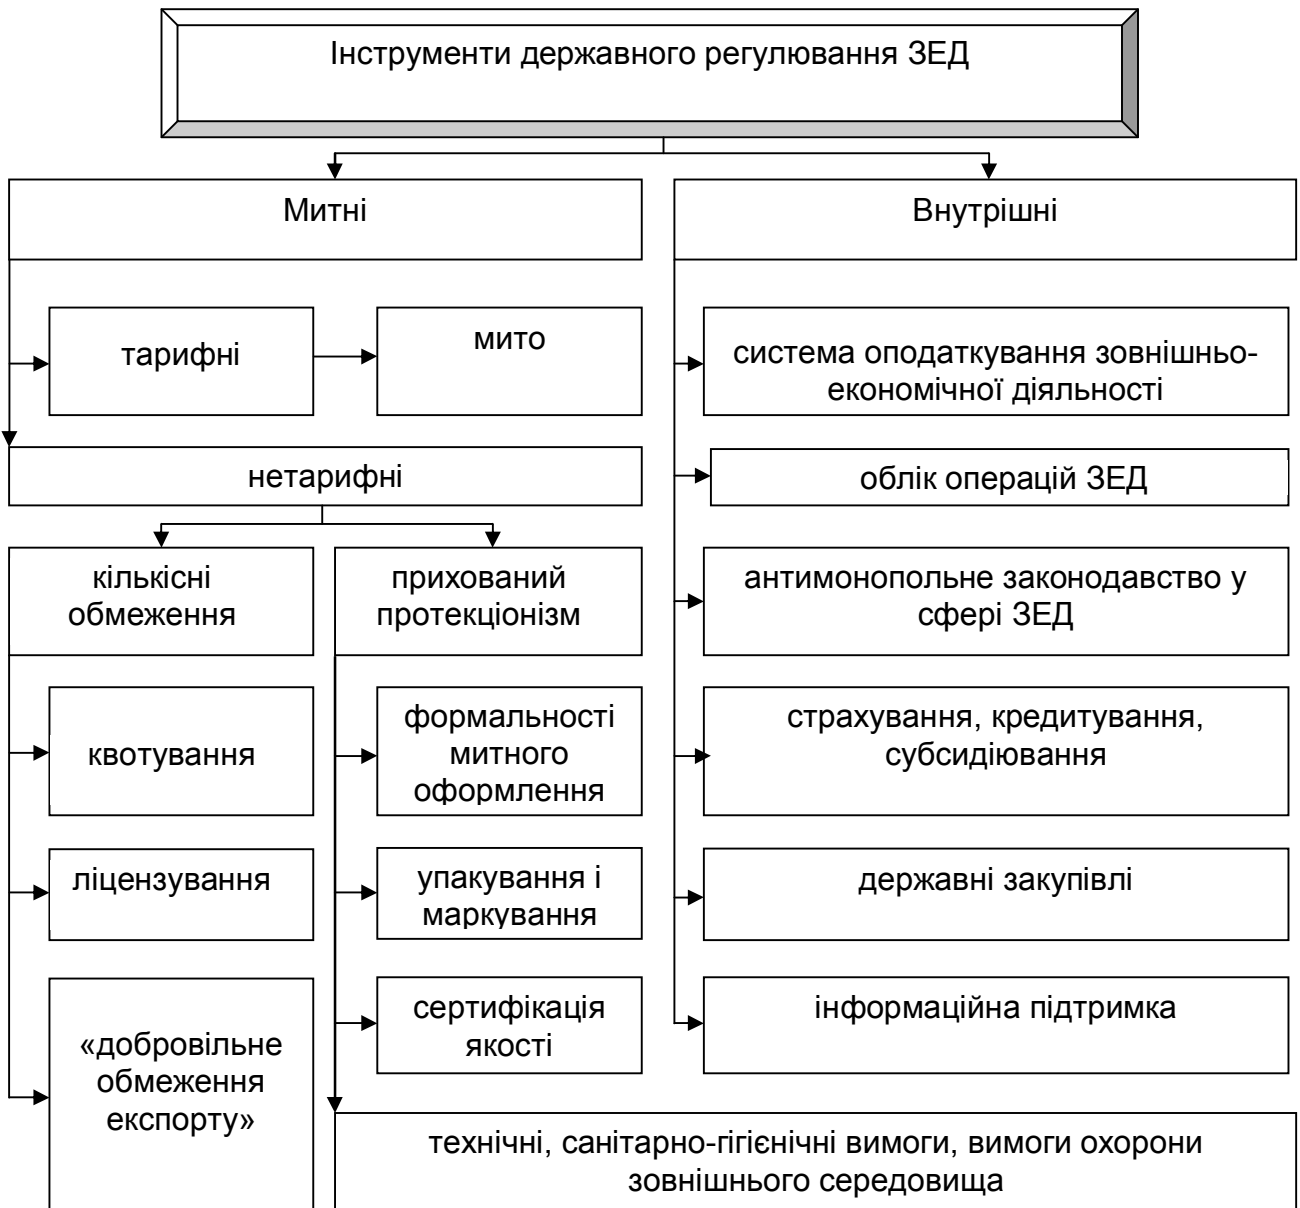 Інструменти державного регулювання ЗЕД
Митні
Внутрішні
тарифні
мито
система оподаткування зовнішньо-
економічної діяльності
нетарифні
облік операцій ЗЕД
кількісні
обмеження
прихований
протекціонізм
антимонопольне законодавство у
сфері ЗЕД
квотування
формальності
митного
оформлення
страхування, кредитування,
субсидіювання
ліцензування
упакування і
маркування
державні закупівлі
«добровільне
обмеження
експорту»
сертифікація
якості
інформаційна підтримка
технічні, санітарно-гігієнічні вимоги, вимоги охорони
зовнішнього середовища